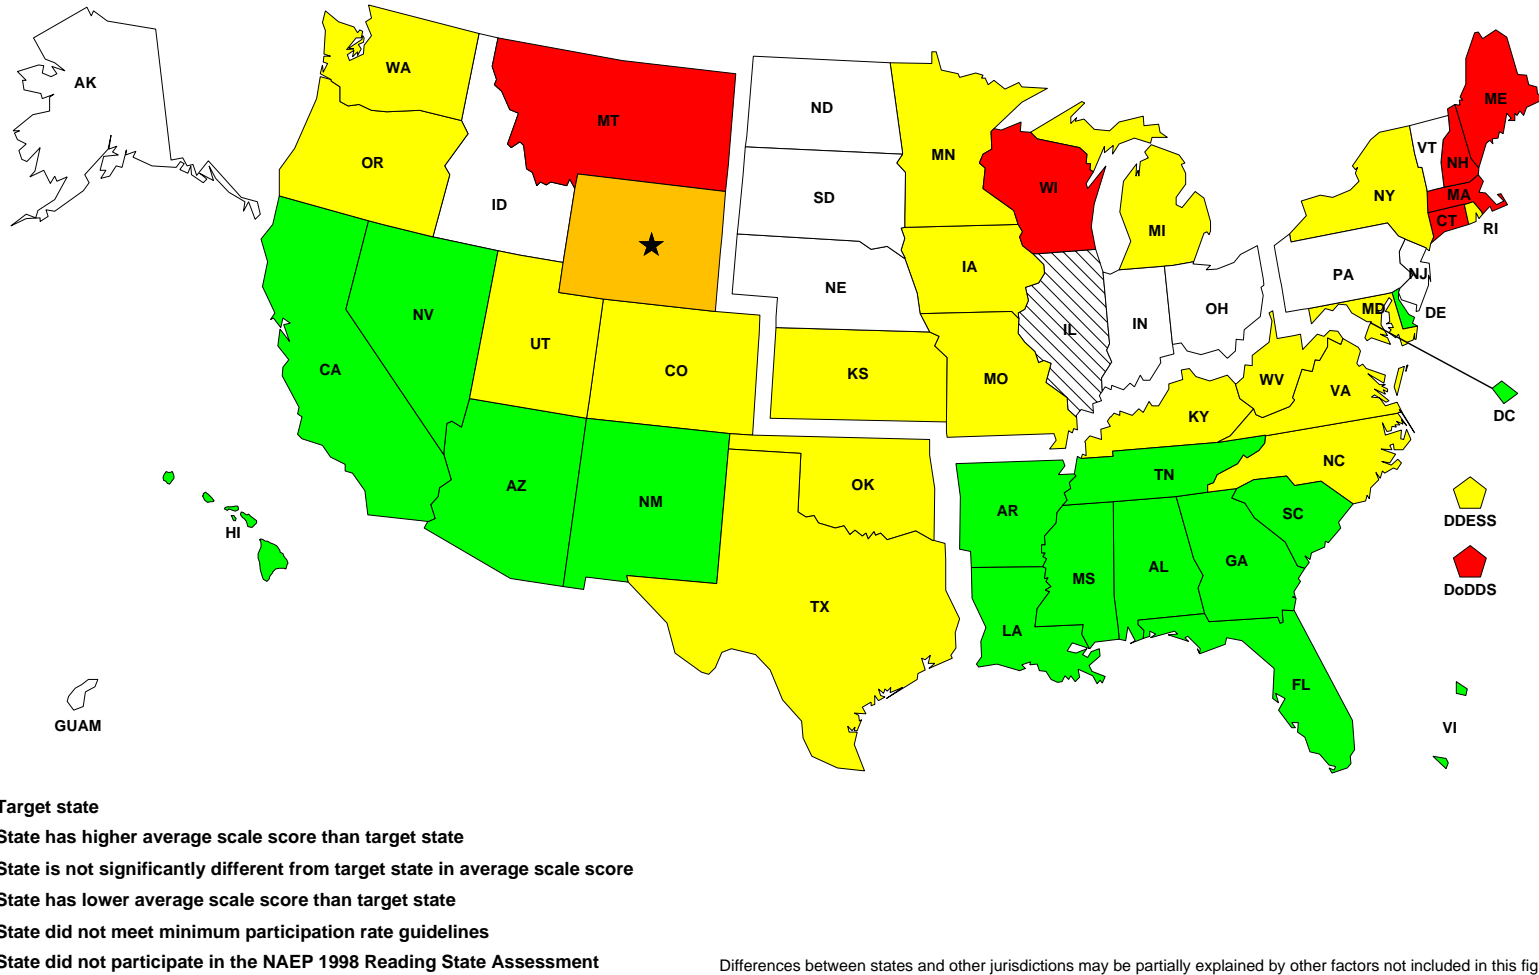 AK
WA
MT
ND
MN
ME
VT
NH
OR
ID
SD
WI
NY
MA
CT
RI
MI
IA
NE
PA
NJ
NV
UT
CO
KS
MO
IL
IN
OH
MD
DE
CA
WV
VA
KY
DC
AZ
NM
OK
AR
TN
NC
SC
DDESS
HI
MS
AL
GA
DoDDS
TX
LA
FL
GUAM
VI
Target state
State has higher average scale score than target state
State is not significantly different from target state in average scale score
State has lower average scale score than target state
State did not meet minimum participation rate guidelines
State did not participate in the NAEP 1998 Reading State Assessment
Differences between states and other jurisdictions may be partially explained by other factors not included in this fig